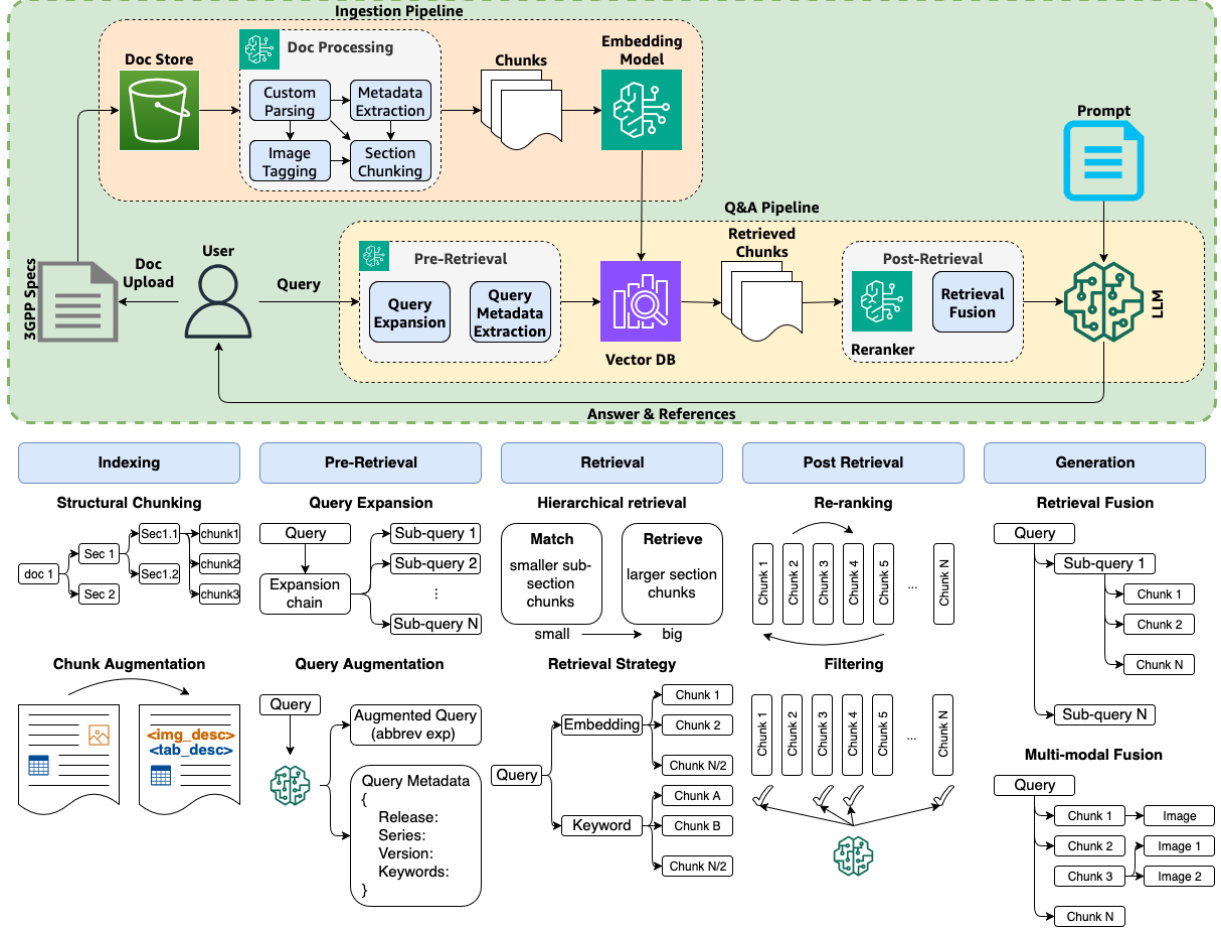 Ingestion Pipeline
Doc Store
Doc Processing
Custom
Parsing
Metadata
Extraction
Image
Tagging
Section
Chunking
Chunks
Embedding
Model
Prompt
Q&A Pipeline
3GPP Specs
Doc
Upload
User
Query
Pre-Retrieval
Query
Expansion
Query
Metadata
Extraction
Vector DB
Retrieved
Chunks
Post-Retrieval
Reranker
Retrieval
Fusion
LLM
Answer & References
Indexing
Structural Chunking
doc 1
Sec 1
Sec 2
Sec1.1
Sec1.2
chunk1
chunk2
chunk3
Chunk Augmentation
<img_desc>
<tab_desc>
Pre-Retrieval
Query Expansion
Query
Expansion
chain
Sub-query 1
Sub-query 2
⋮
Sub-query N
Query Augmentation
Query
Augmented Query
(abbrev exp)
Query Metadata
{
Release:
Series:
Version:
Keywords:
}
Retrieval
Hierarchical retrieval
Match
smaller sub-
section
chunks
Retrieve
larger section
chunks
small
big
Retrieval Strategy
Query
Embedding
Chunk 1
Chunk 2
Chunk N/2
Keyword
Chunk A
Chunk B
Chunk N/2
Post Retrieval
Re-ranking
Chunk 1
Chunk 2
Chunk 3
Chunk 4
Chunk 5
...
Chunk N
Filtering
Chunk 1
Chunk 2
Chunk 3
Chunk 4
Chunk 5
...
Chunk N
Generation
Retrieval Fusion
Query
Sub-query 1
Chunk 1
Chunk 2
Chunk N
Sub-query N
Multi-modal Fusion
Query
Chunk 1
Image
Chunk 2
Image 1
Chunk 3
Image 2
Chunk N